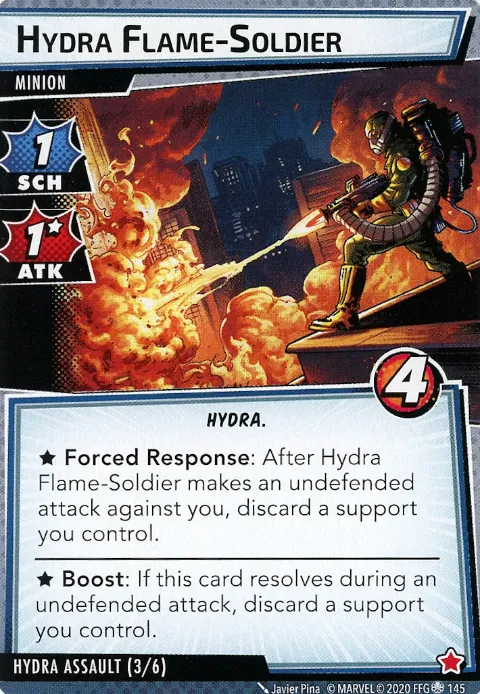 HYDRA FLAME-SOLDIER
MINION
1
SCH
1★
ATK
4
HYDRA.
★ Forced Response: After Hydra
Flame-Soldier makes an undefended
attack against you, discard a support
you control.
★ Boost: If this card resolves during an
undefended attack, discard a support
you control.
HYDRA ASSAULT (3/6)
Javier Pina © MARVEL © 2020 FFG 145